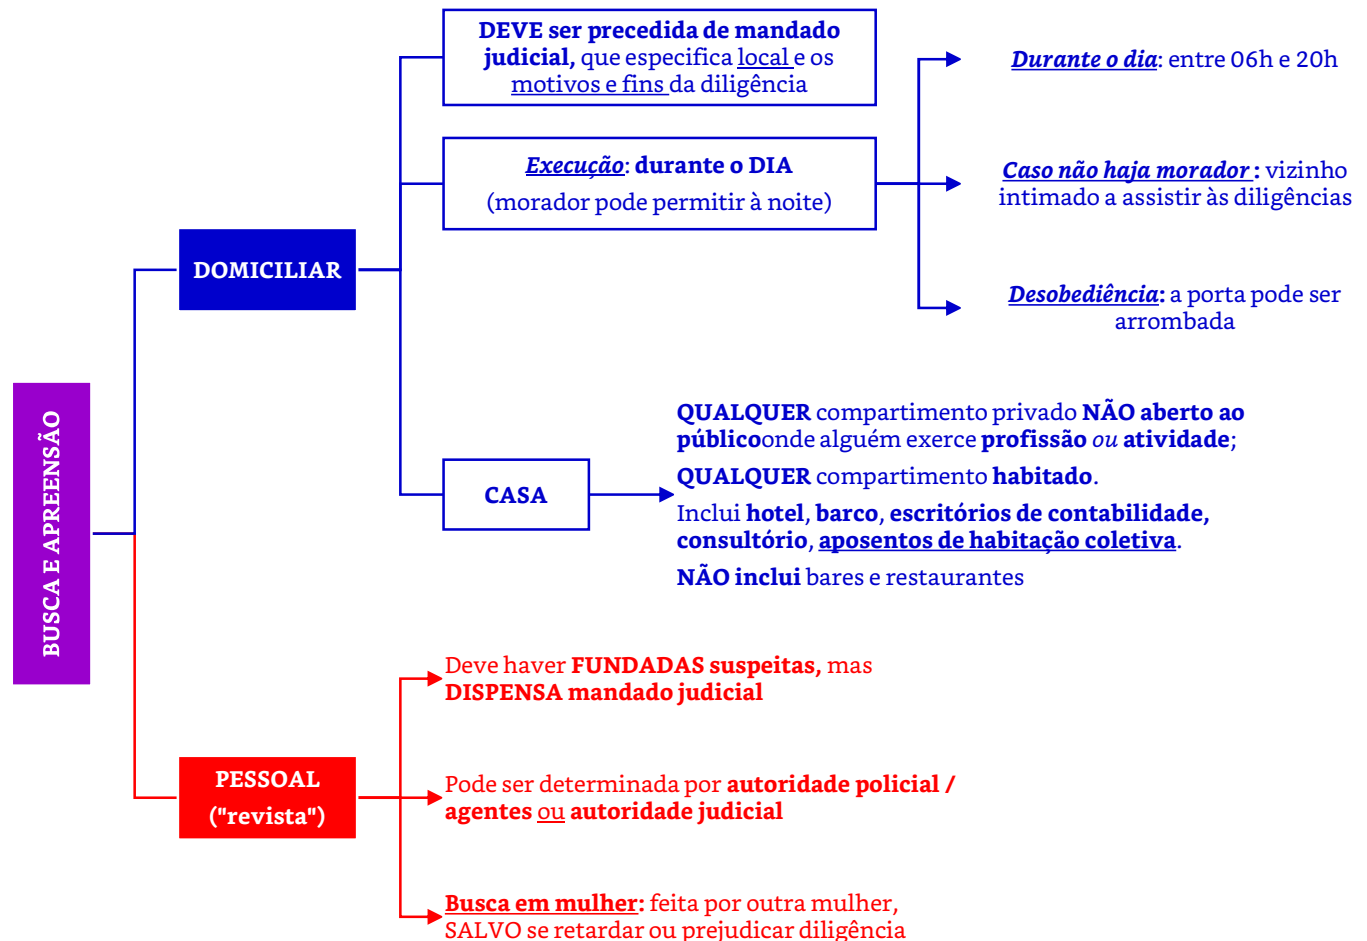 BUSCA E APREENSÃO
DOMICILIAR
DEVE ser precedida de mandado
judicial, que especifica local e os
motivos e fins da diligência
Execução: durante o DIA
(morador pode permitir à noite)
Durante o dia: entre 06h e 20h
Caso não haja morador : vizinho
intimado a assistir às diligências
Desobediência: a porta pode ser
arrombada
CASA
QUALQUER compartimento privado NÃO aberto ao
públicoonde alguém exerce profissão ou atividade;
QUALQUER compartimento habitado.
Inclui hotel, barco, escritórios de contabilidade,
consultório, aposentos de habitação coletiva.
NÃO inclui bares e restaurantes
PESSOAL
("revista")
Deve haver FUNDADAS suspeitas, mas
DISPENSA mandado judicial
Pode ser determinada por autoridade policial /
agentes ou autoridade judicial
Busca em mulher: feita por outra mulher,
SALVO se retardar ou prejudicar diligência